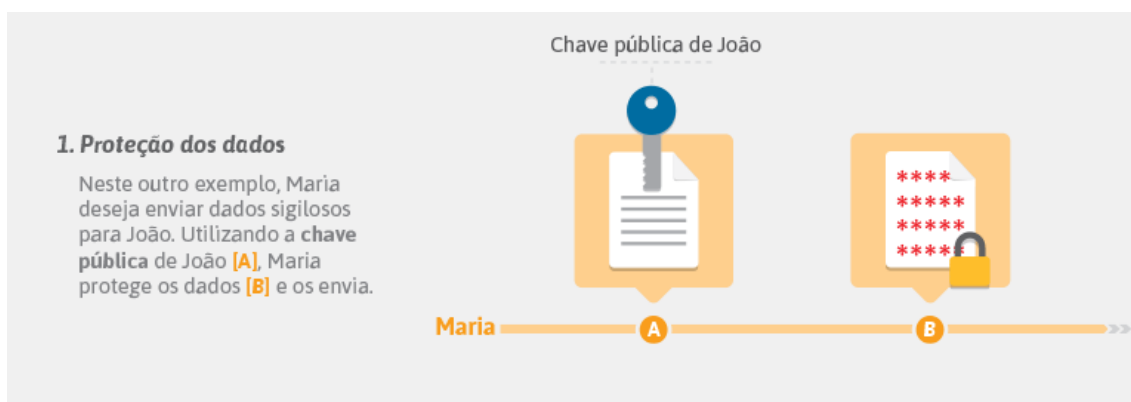 Chave pública de João
1. Proteção dos dados
Neste outro exemplo, Maria
deseja enviar dados sigilosos
para João. Utilizando a chave
pública de João [A], Maria
protege os dados [B] e os envia.
****
*****
*****
*****
Maria A B